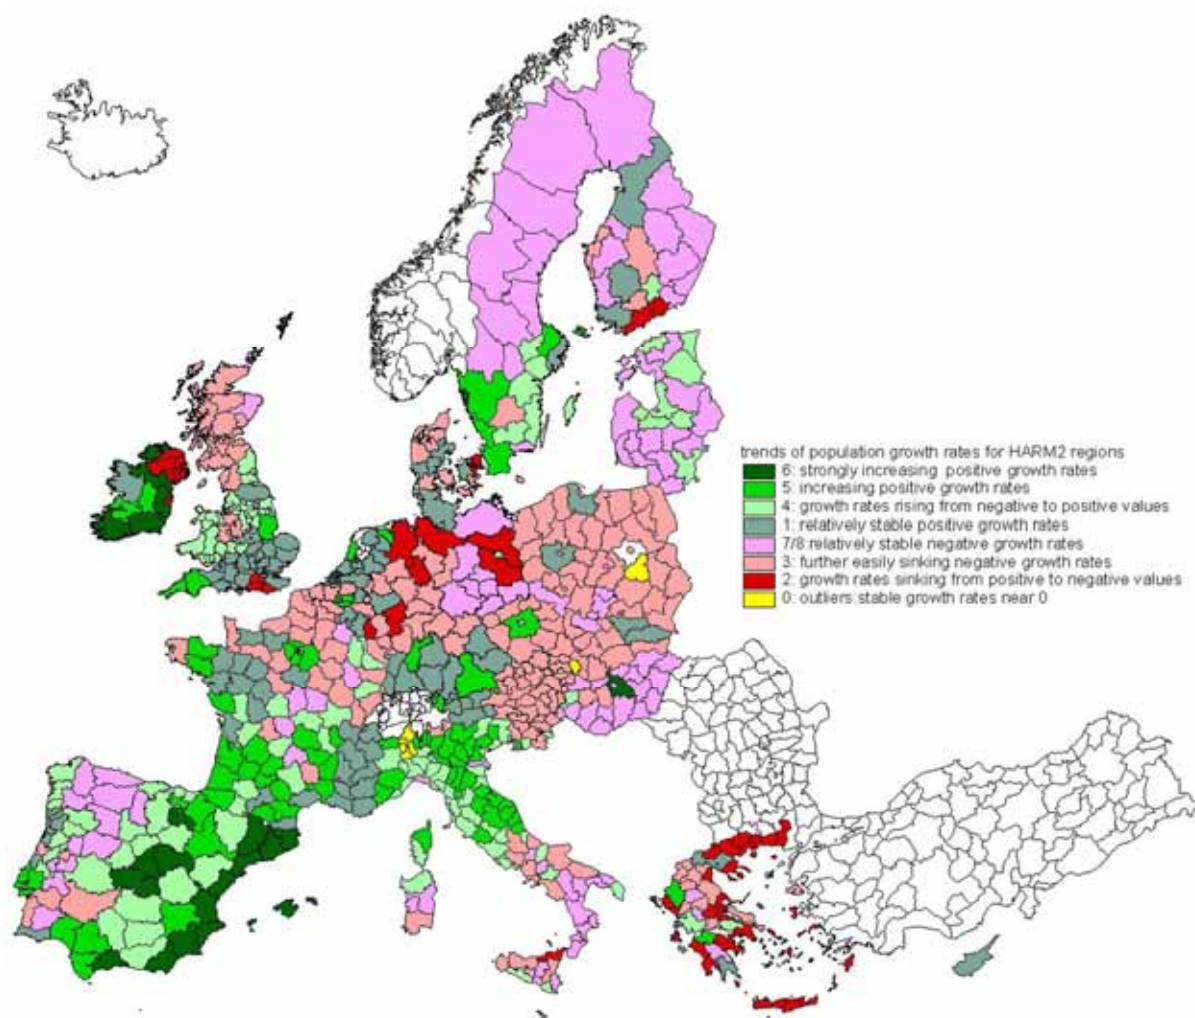 trends of population growth rates for HARM2 regions
6: strongly increasing positive growth rates
5: increasing positive growth rates
4: growth rates rising from negative to positive values
1: relatively stable positive growth rates
7/8:relatively stable negative growth rates
3: further easily sinking negative growth rates
2: growth rates sinking from positive to negative values
0: outliers:stable growth rates near 0